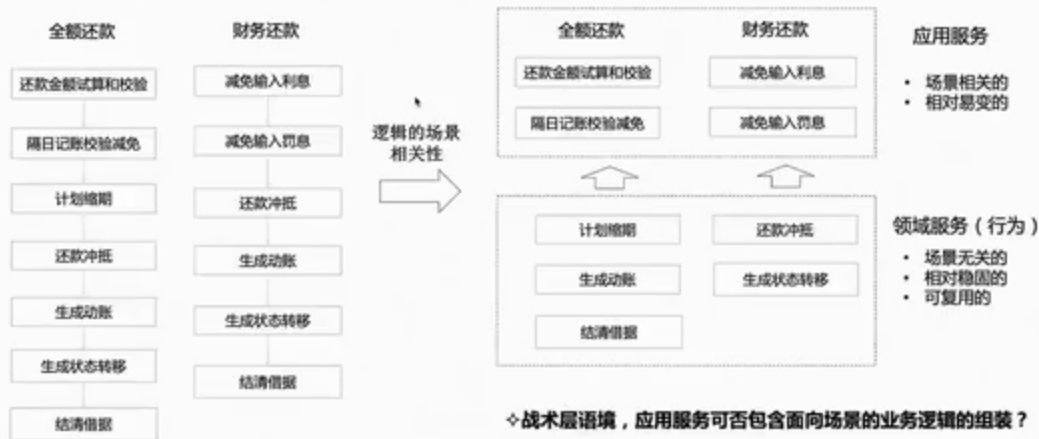 全额还款
还款金额试算和校验
隔日记账校验减免
计划缩期
还款冲抵
生成动账
生成状态转移
结清借据
财务还款
减免输入利息
减免输入罚息
还款冲抵
生成动账
生成状态转移
结清借据
逻辑的场景
相关性
全额还款
财务还款
还款金额试算和校验
减免输入利息
隔日记账校验减免
减免输入罚息
应用服务
• 场景相关的
• 相对易变的
计划缩期
还款冲抵
生成动账
生成状态转移
结清借据
领域服务（行为）
• 场景无关的
• 相对稳固的
• 可复用的
✧战术层语境，应用服务可否包含面向场景的业务逻辑的组装？